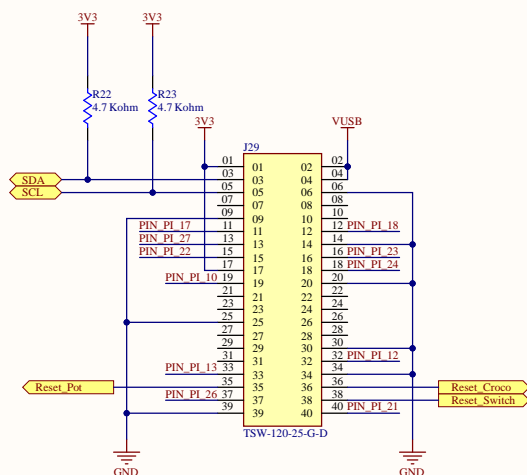 3V3 3V3
R22 R23
4.7 Kohm 4.7 Kohm
3V3 VUSB
J29
01 01 02 02
SDA 03 03 04 04
SCL 05 05 06 06
07 07 08 08
09 09 10 10
PIN_PI_17 11 11 12 12 PIN_PI_18
PIN_PI_27 13 13 14 14
PIN_PI_22 15 15 16 16 PIN_PI_23
17 17 18 18 PIN_PI_24
PIN_PI_10 19 19 20 20
21 21 22 22
23 23 24 24
25 25 26 26
27 27 28 28
29 29 30 30
31 31 32 32 PIN_PI_12
PIN_PI_13 33 33 34 34
Reset_Pot 35 35 36 36 Reset_Croco
PIN_PI_26 37 37 38 38 Reset_Switch
39 39 40 40 PIN_PI_21
TSW-120-25-G-D
GND GND